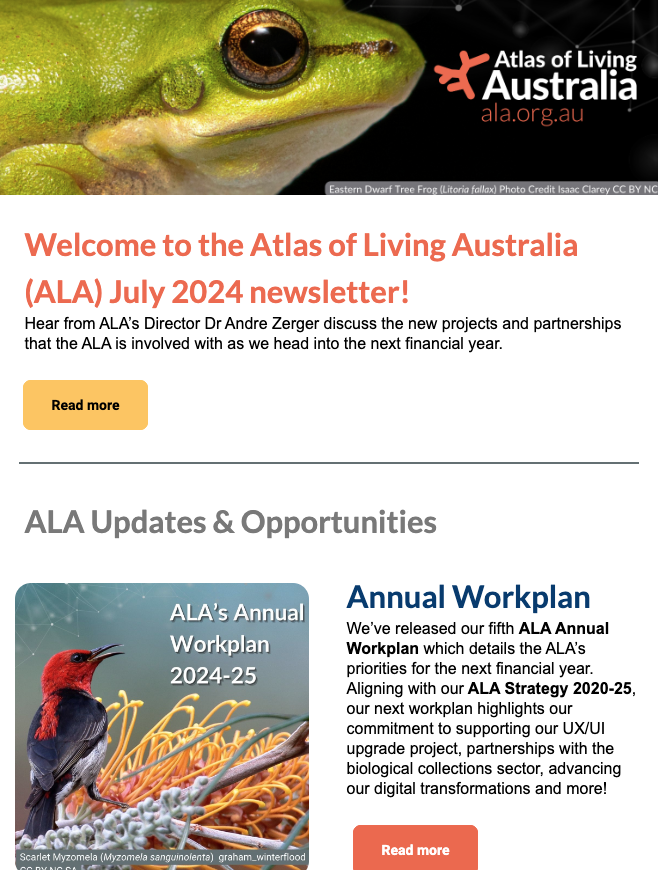 Atlas of Living
Australia
ala.org.au
Eastern Dwarf Tree Frog (Litoria fallax) Photo Credit Isaac Clarey CC BY NC
Welcome to the Atlas of Living Australia
(ALA) July 2024 newsletter!
Hear from ALA’s Director Dr Andre Zerger discuss the new projects and partnerships
that the ALA is involved with as we head into the next financial year.
Read more
ALA Updates & Opportunities
ALA’s Annual
Workplan
2024-25
Scarlet Myzomela (Myzomela sanguinolenta) graham_winterflood
CC BY NC SA
Annual Workplan
We’ve released our fifth ALA Annual
Workplan which details the ALA’s
priorities for the next financial year.
Aligning with our ALA Strategy 2020-25,
our next workplan highlights our
commitment to supporting our UX/UI
upgrade project, partnerships with the
biological collections sector, advancing
our digital transformations and more!
Read more